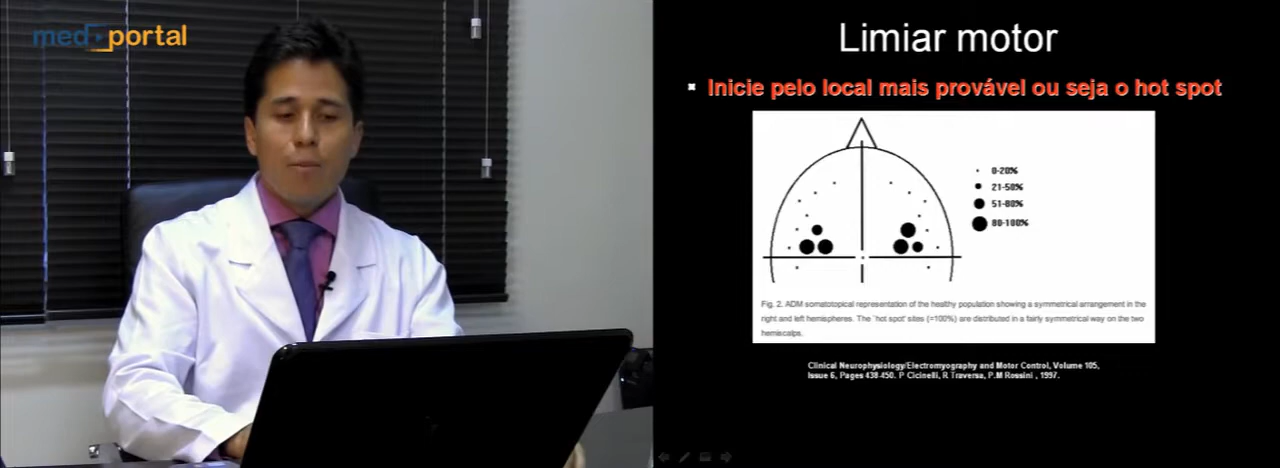 med portal
Limiar motor
Inicie pelo local mais provável ou seja o hot spot
0-20%
21-50%
51-80%
80-100%
Fig. 2. ADM somatotopical representation of the healthy population showing a symmetrical arrangement in the
right and left hemispheres. The `hot spot' sites (=100%) are distributed in a fairly symmetrical way on the two
hemiscalps.
Clinical Neurophysiology/Electromyography and Motor Control, Volume 105,
Issue 6, Pages 438-450. P Cicinelli, R Traversa, P.M Rossini , 1997.